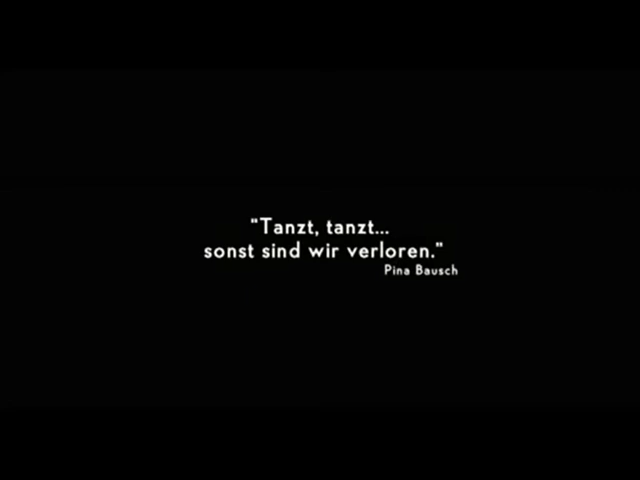 "Tanzt, tanzt...
sonst sind wir verloren."
Pina Bausch